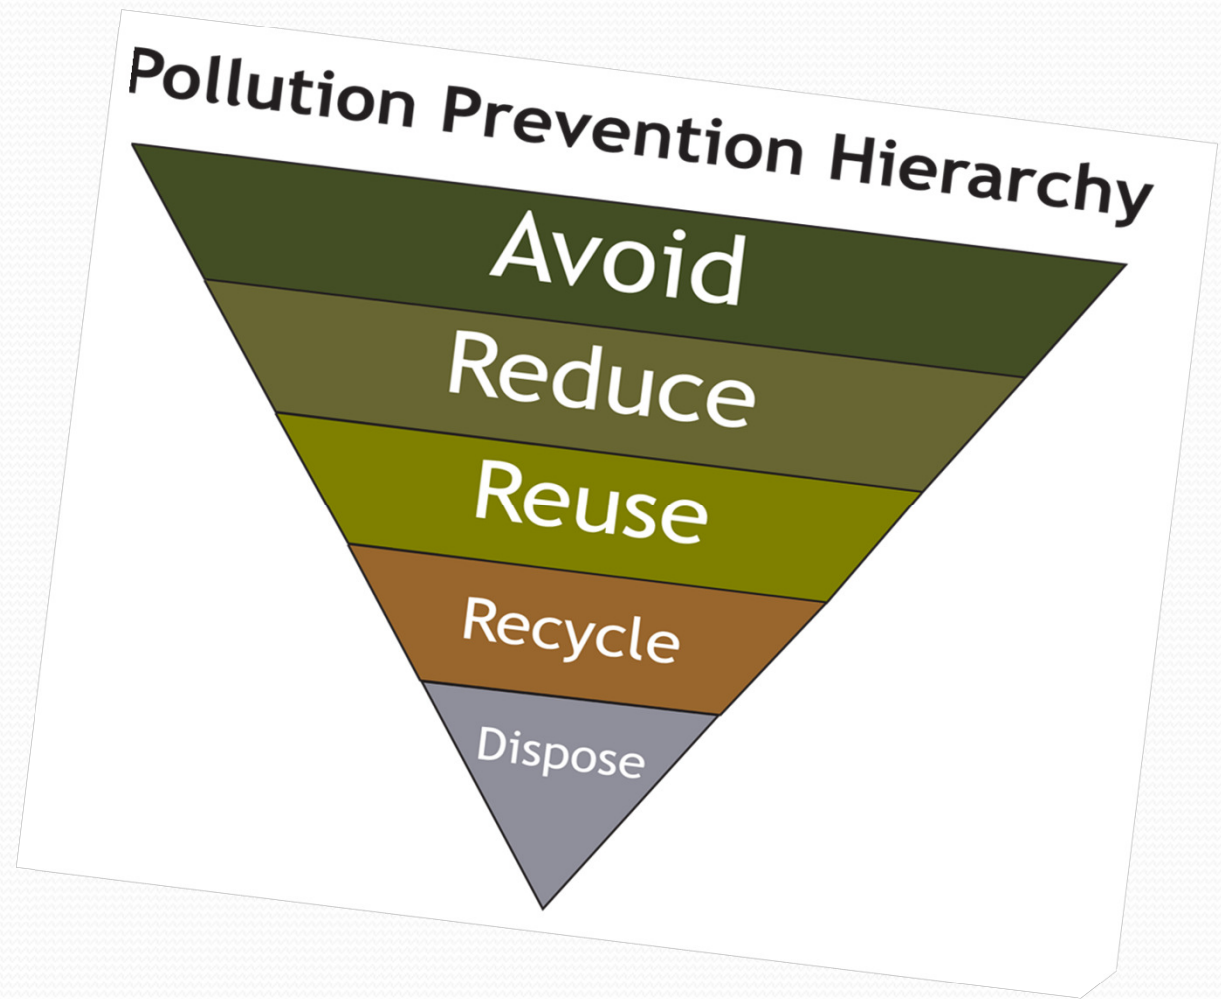 Pollution Prevention Hierarchy
Avoid
Reduce
Reuse
Recycle
Dispose